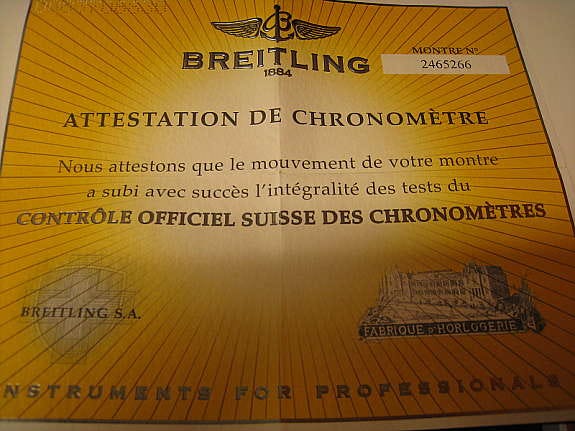 BREITLING
1884
MONTRE Nº
2465266
ATTESTATION DE CHRONOMÈTRE
Nous attestons que le mouvement de votre montre
a subi avec succès l'intégralité des tests du
CONTRÔLE OFFICIEL SUISSE DES CHRONOMÈTRES
BREITLING S.A.
FABRIQUE D'HORLOGERIE
INSTRUMENTS FOR PROFESSIONALS